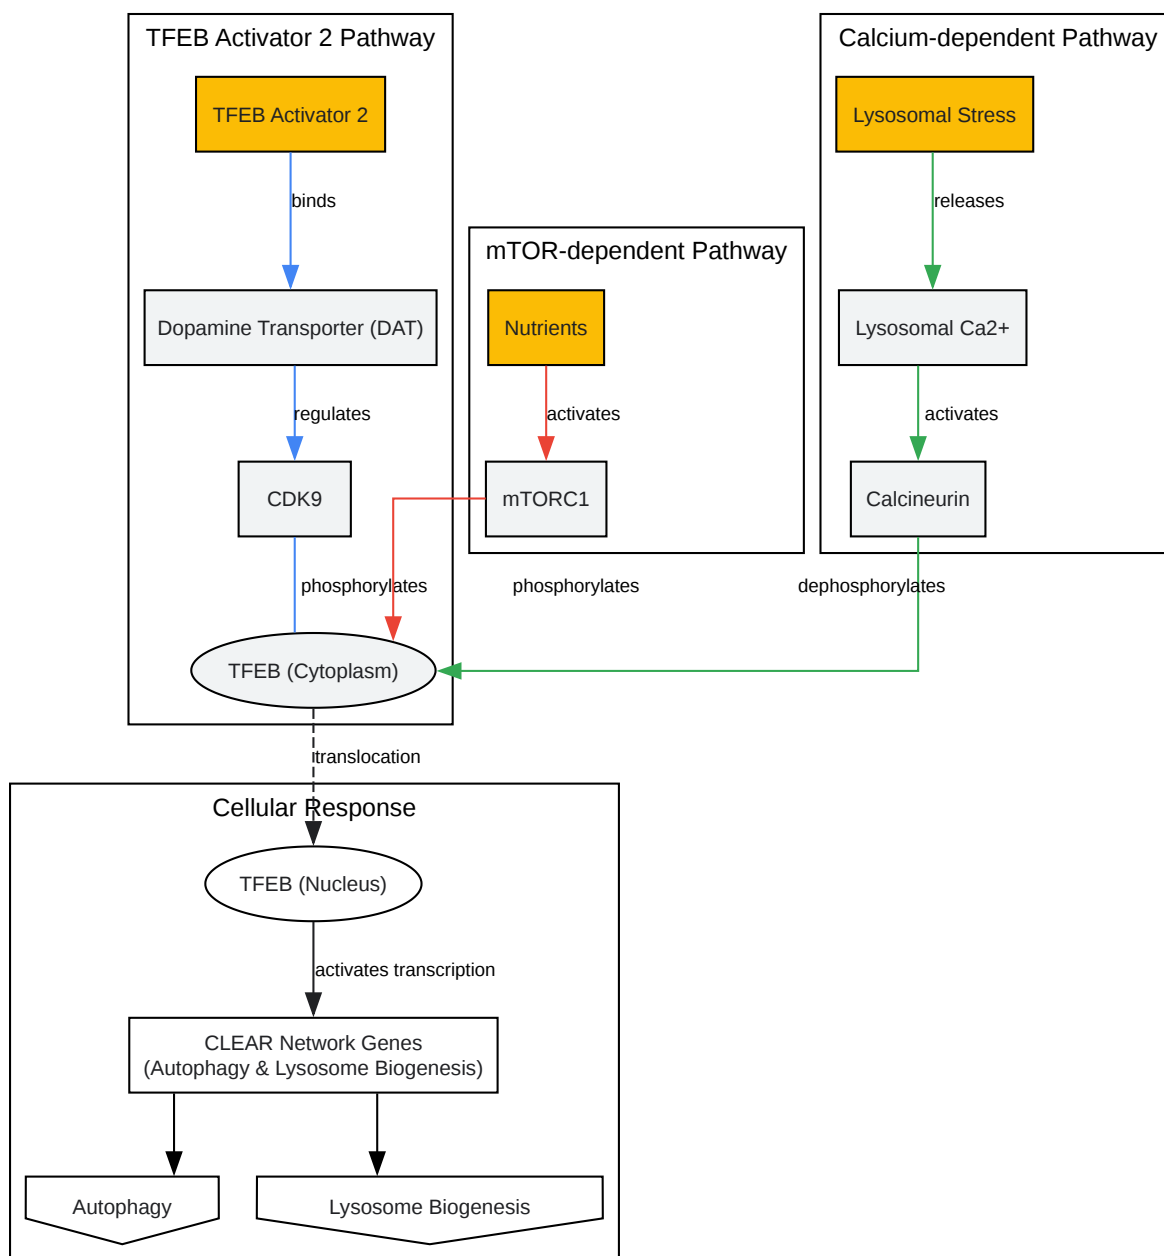 TFEB Activator 2 Pathway
Calcium-dependent Pathway
TFEB Activator 2
Lysosomal Stress
binds
releases
mTOR-dependent Pathway
Dopamine Transporter (DAT)
Nutrients
Lysosomal Ca2+
regulates
activates
activates
CDK9
mTORC1
Calcineurin
phosphorylates
phosphorylates
dephosphorylates
TFEB (Cytoplasm)
translocation
Cellular Response
TFEB (Nucleus)
activates transcription
CLEAR Network Genes
(Autophagy & Lysosome Biogenesis)
Autophagy
Lysosome Biogenesis